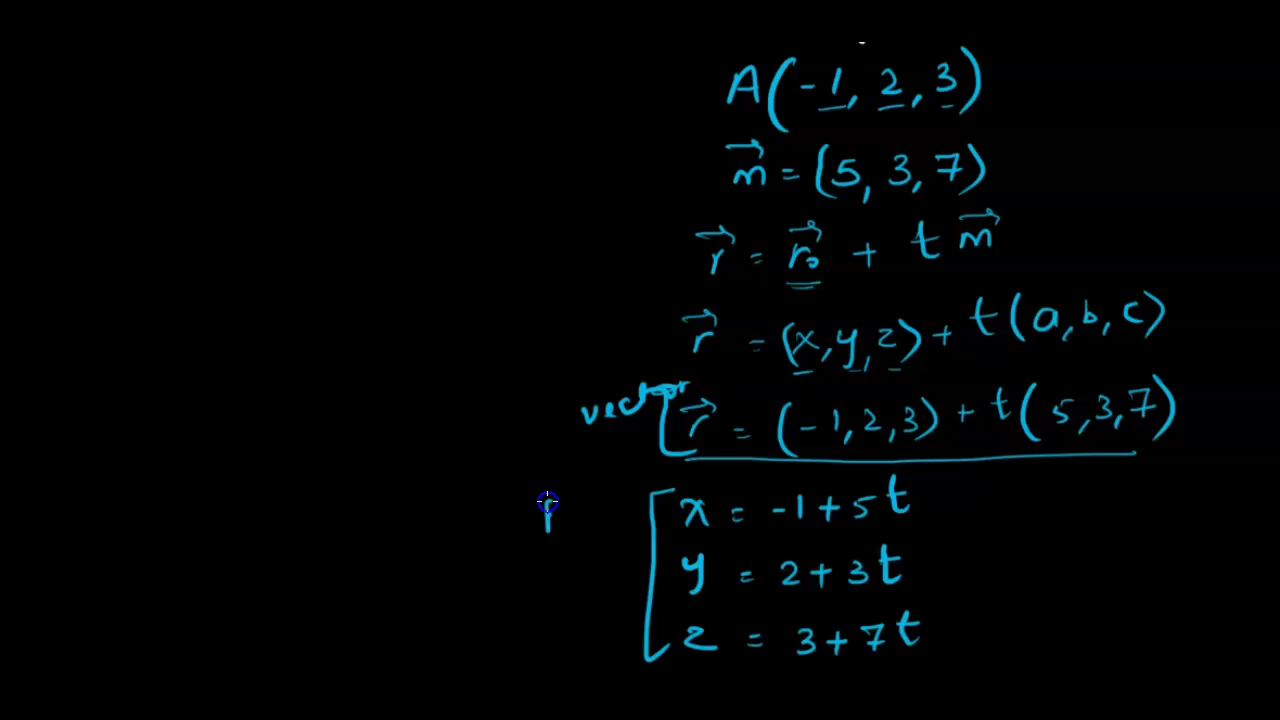 A(-1, 2, 3)
m⃗ = (5, 3, 7)
r⃗ = r⃗₀ + t m⃗
r⃗ = (x, y, z) + t(a, b, c)
vector r⃗ = (-1, 2, 3) + t(5, 3, 7)
x = -1 + 5t
y = 2 + 3t
z = 3 + 7t